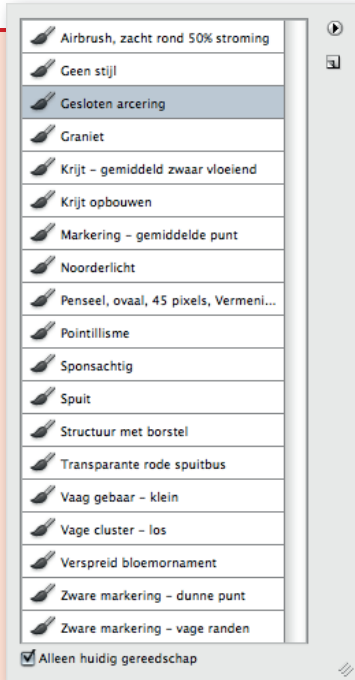 Airbrush, zacht rond 50% stroming
Geen stijl
Gesloten arcering
Graniet
Krijt – gemiddeld zwaar vloeiend
Krijt opbouwen
Markering – gemiddelde punt
Noorderlicht
Penseel, ovaal, 45 pixels, Vermeni...
Pointillisme
Sponsachtig
Spuit
Structuur met borstel
Transparante rode spuitbus
Vaag gebaar – klein
Vage cluster – los
Verspreid bloemornament
Zware markering – dunne punt
Zware markering – vage randen
Alleen huidig gereedschap